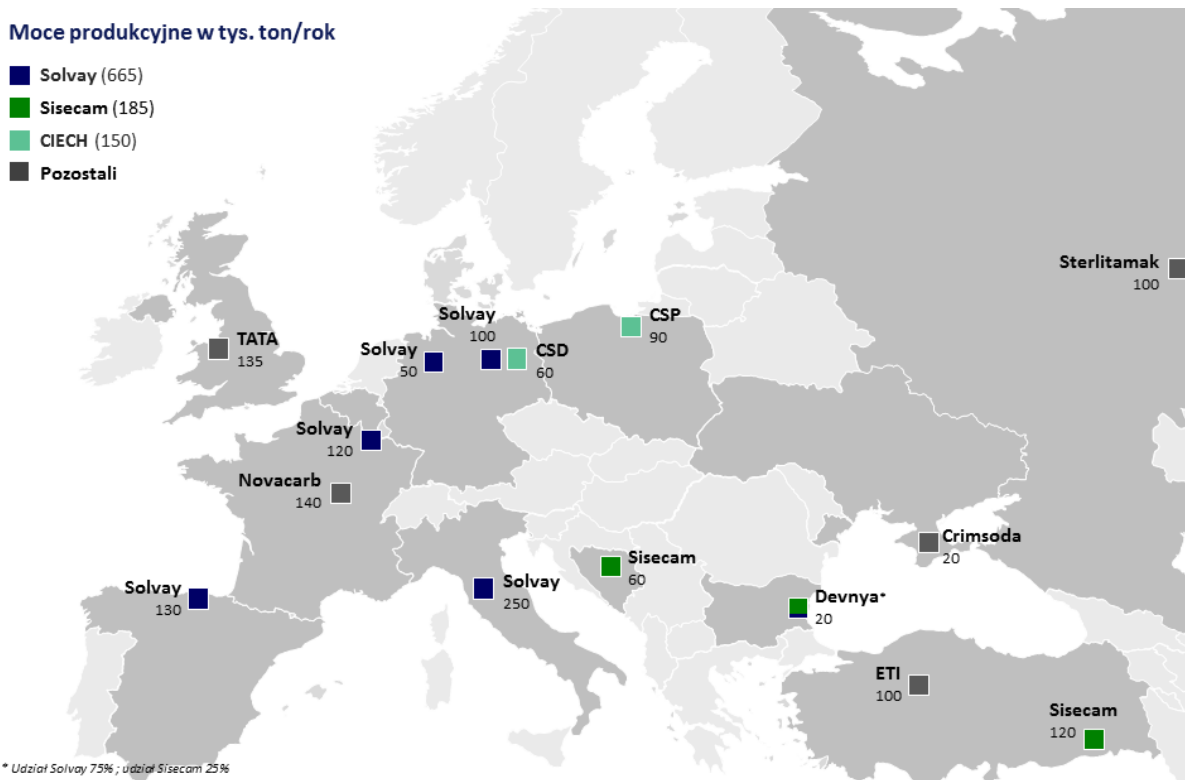 Moce produkcyjne w tys. ton/rok
Solvay (665)
Sisecam (185)
CIECH (150)
Pozostali
Sterlitamak
100
Solvay
100
CSP
90
TATA
135
Solvay
50
CSD
60
Solvay
120
Novacarb
140
Crimsoda
20
Sisecam
60
Solvay
130
Solvay
250
Devnya*
20
ETI
100
Sisecam
120
* Udział Solvay 75% ; udział Sisecam 25%